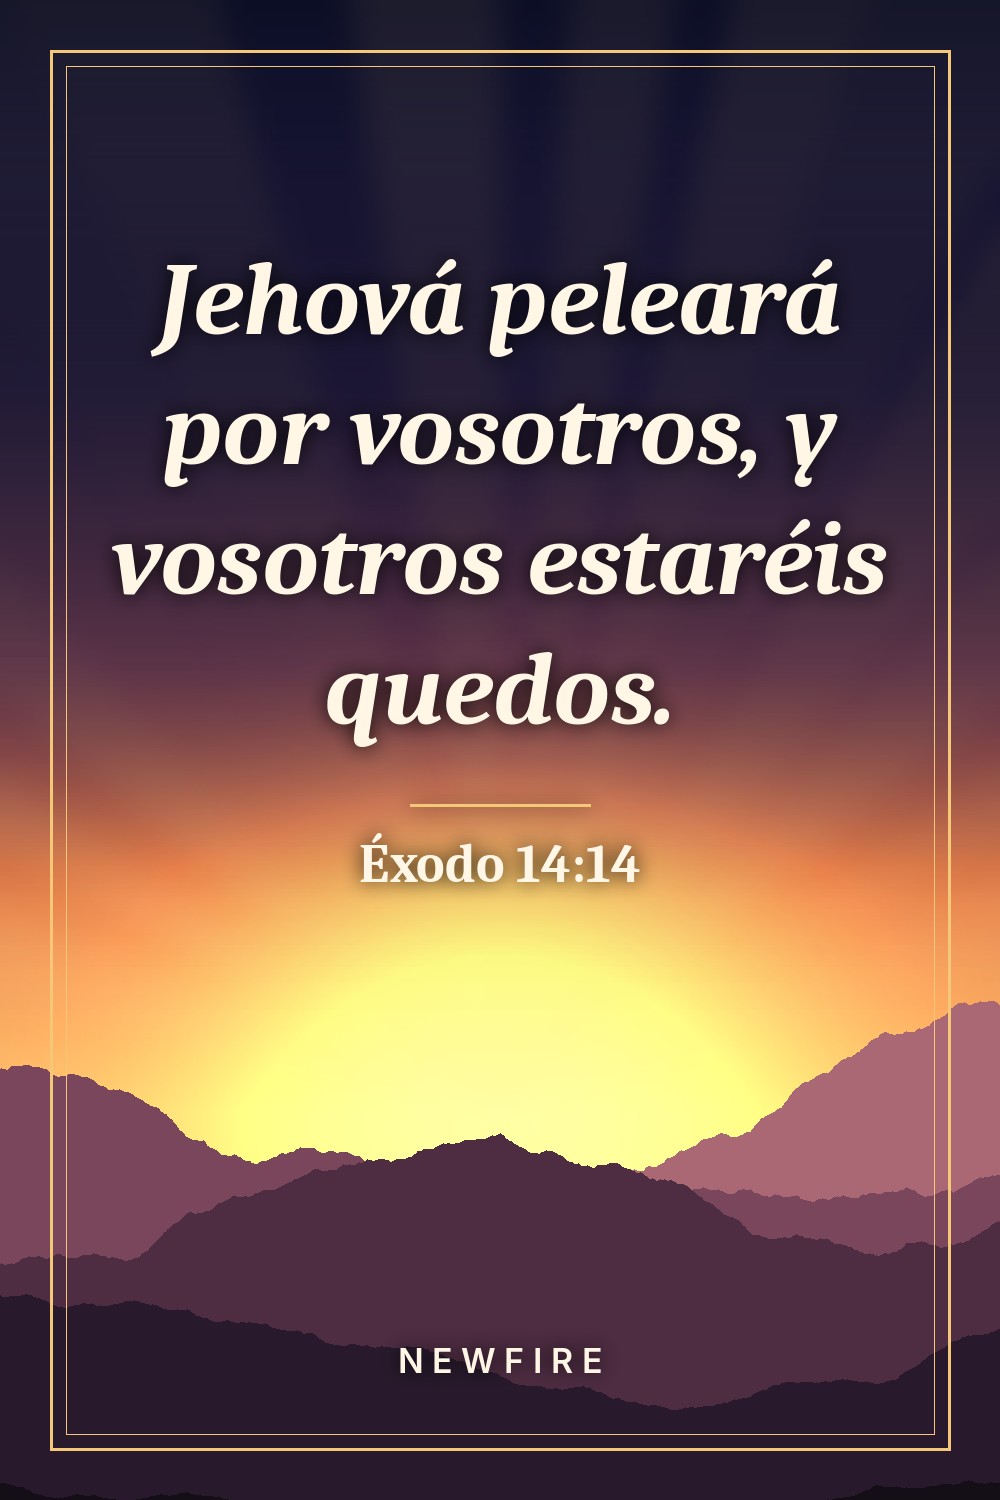 Jehová peleará
por vosotros, y
vosotros estaréis
quedos.
Éxodo 14:14
NEWFIRE